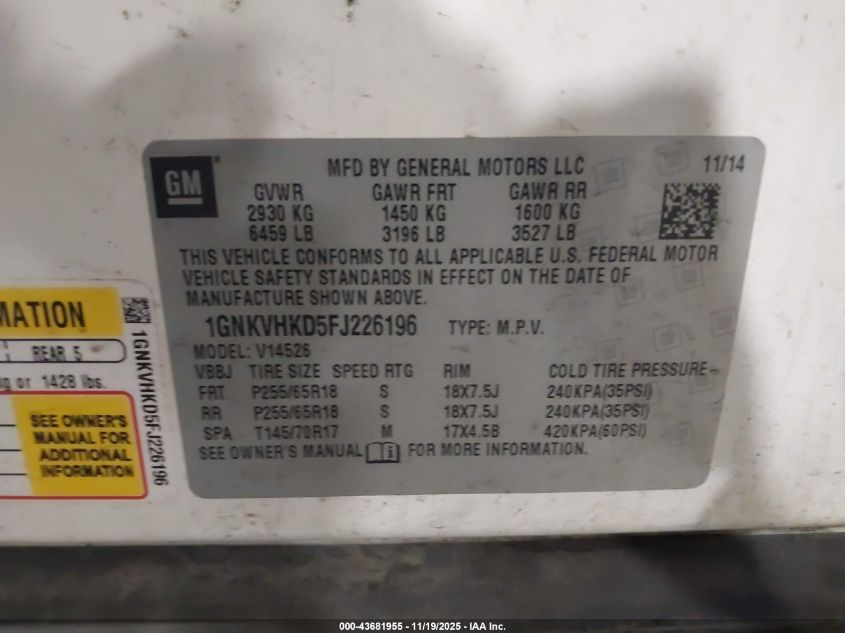 GM
MFD BY GENERAL MOTORS LLC 11/14
GVWR GAWR FRT GAWR RR
2930 KG 1450 KG 1600 KG
6459 LB 3196 LB 3527 LB
THIS VEHICLE CONFORMS TO ALL APPLICABLE U.S. FEDERAL MOTOR
VEHICLE SAFETY STANDARDS IN EFFECT ON THE DATE OF
MANUFACTURE SHOWN ABOVE.
1GNKVHKD5FJ226196 TYPE: M.P.V.
MODEL: V14526
VBBJ TIRE SIZE SPEED RTG RIM COLD TIRE PRESSURE
FRT P255/65R18 S 18X7.5J 240KPA(35PSI)
RR P255/65R18 S 18X7.5J 240KPA(35PSI)
SPA T145/70R17 M 17X4.5B 420KPA(60PSI)
SEE OWNER'S MANUAL FOR MORE INFORMATION.
MATION
REAR 5
kg or 1428 lbs.
SEE OWNER'S
MANUAL FOR
ADDITIONAL
INFORMATION
1GNKVHKD5FJ226196
000-43681955 - 11/19/2025 - IAA Inc.